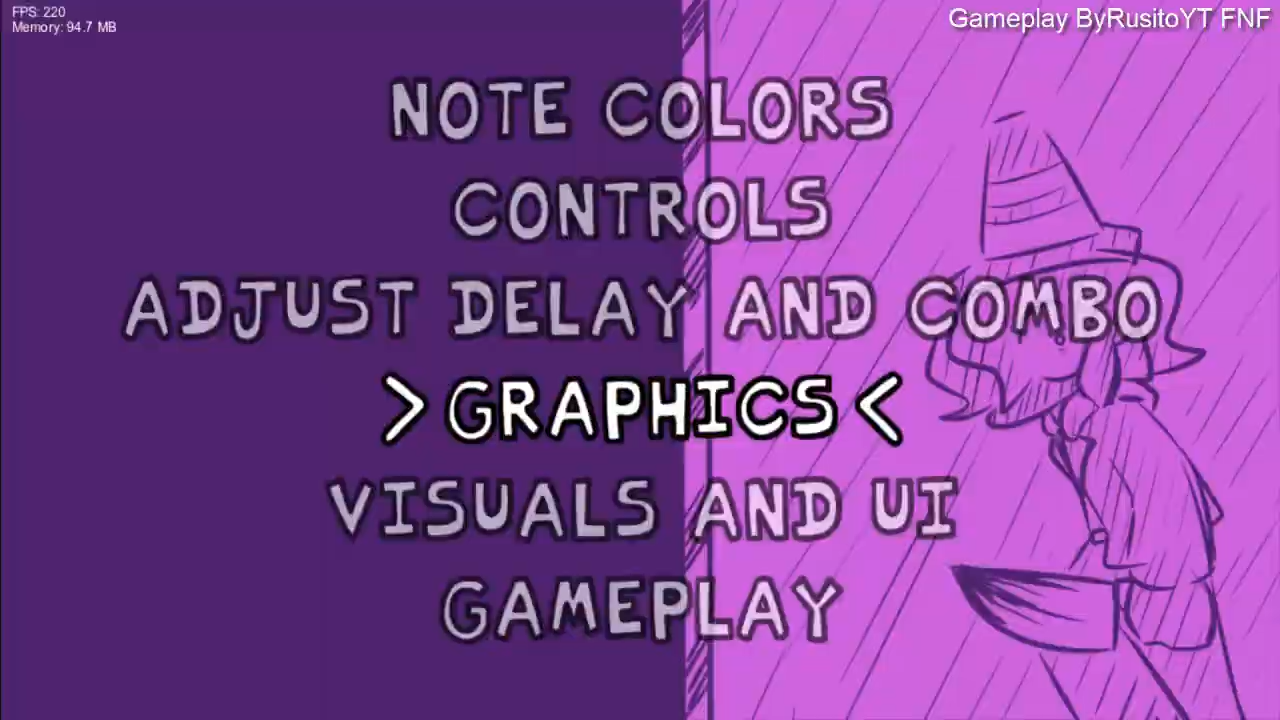 FPS: 220
Memory: 94.7 MB
Gameplay ByRusitoYT FNF
NOTE COLORS
CONTROLS
ADJUST DELAY AND COMBO
>GRAPHICS<
VISUALS AND UI
GAMEPLAY